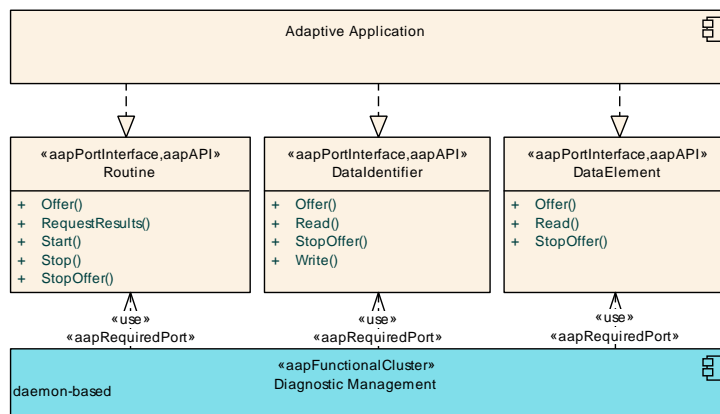 Adaptive Application
«aapPortInterface,aapAPI»
Routine
+ Offer()
+ RequestResults()
+ Start()
+ Stop()
+ StopOffer()
«aapPortInterface,aapAPI»
DataIdentifier
+ Offer()
+ Read()
+ StopOffer()
+ Write()
«aapPortInterface,aapAPI»
DataElement
+ Offer()
+ Read()
+ StopOffer()
«use»
«aapRequiredPort»
«use»
«aapRequiredPort»
«use»
«aapRequiredPort»
«aapFunctionalCluster»
Diagnostic Management
daemon-based